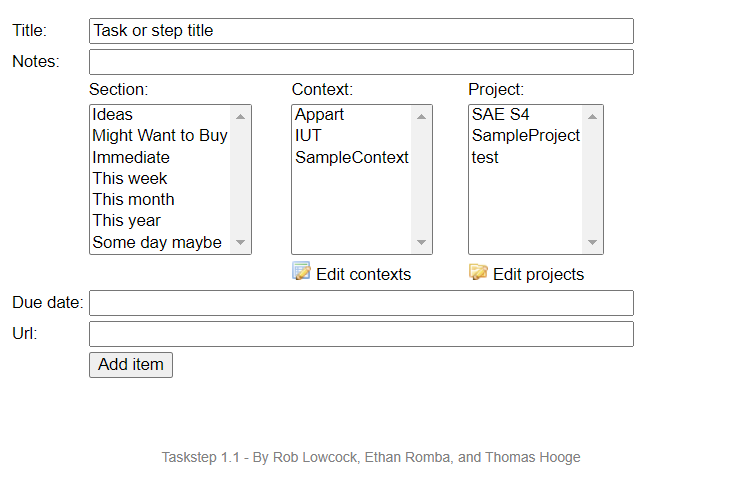 Title: Task or step title
Notes:
Section: Context: Project:
Ideas Appart SAE S4
Might Want to Buy IUT SampleProject
Immediate SampleContext test
This week
This month
This year
Some day maybe
Edit contexts Edit projects
Due date:
Url:
Add item
Taskstep 1.1 - By Rob Lowcock, Ethan Romba, and Thomas Hooge